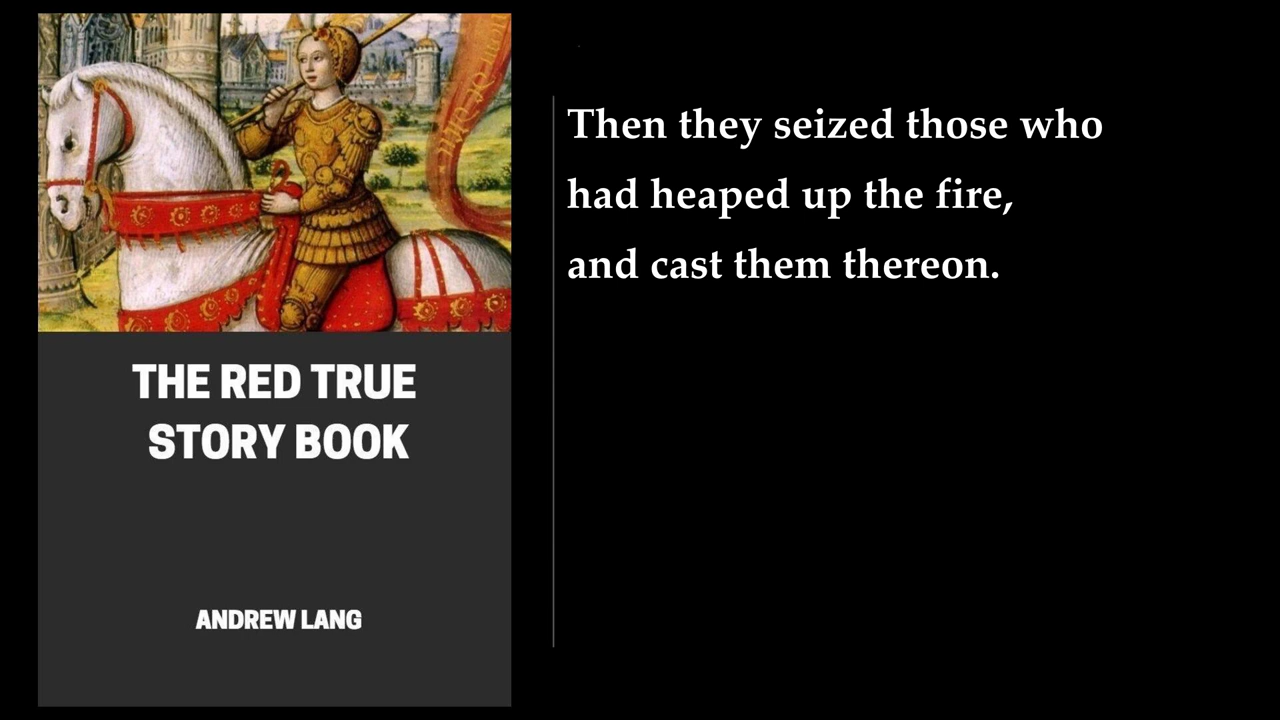 THE RED TRUE
STORY BOOK
ANDREW LANG
Then they seized those who
had heaped up the fire,
and cast them thereon.